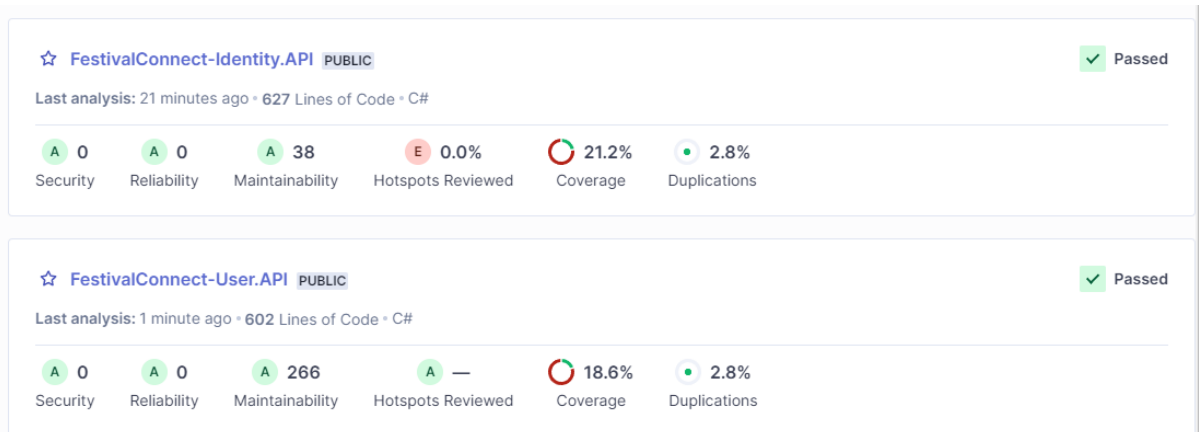 FestivalConnect-Identity.API PUBLIC Passed
Last analysis: 21 minutes ago • 627 Lines of Code • C#
A 0 A 0 A 38 E 0.0% 21.2% 2.8%
Security Reliability Maintainability Hotspots Reviewed Coverage Duplications
FestivalConnect-User.API PUBLIC Passed
Last analysis: 1 minute ago • 602 Lines of Code • C#
A 0 A 0 A 266 A — 18.6% 2.8%
Security Reliability Maintainability Hotspots Reviewed Coverage Duplications